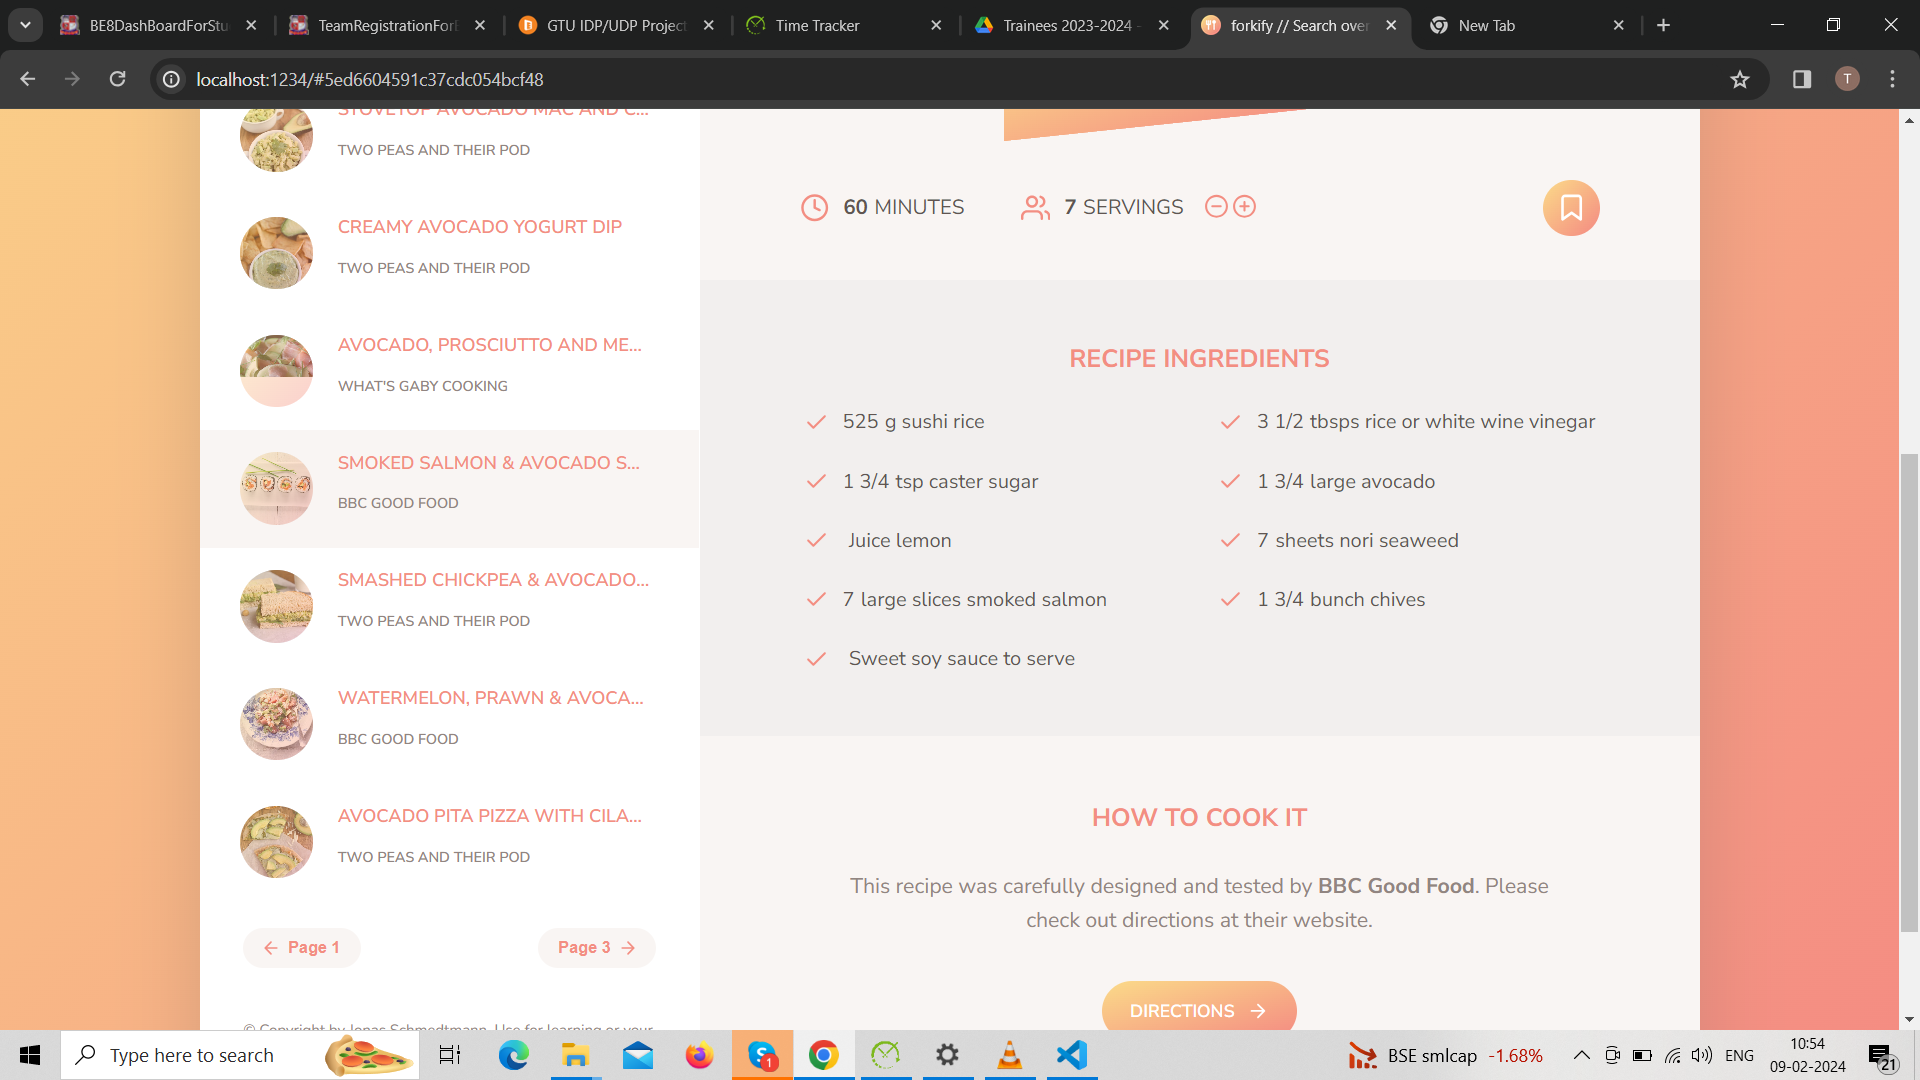 BE8DashBoardForStu
TeamRegistrationForB
GTU IDP/UDP Project
Time Tracker
Trainees 2023-2024 -
forkify // Search over
New Tab
localhost:1234/#5ed6604591c37cdc054bcf48
T
STOVETOP AVOCADO MAC AND C...
TWO PEAS AND THEIR POD
CREAMY AVOCADO YOGURT DIP
TWO PEAS AND THEIR POD
AVOCADO, PROSCIUTTO AND ME...
WHAT'S GABY COOKING
SMOKED SALMON & AVOCADO S...
BBC GOOD FOOD
SMASHED CHICKPEA & AVOCADO...
TWO PEAS AND THEIR POD
WATERMELON, PRAWN & AVOCA...
BBC GOOD FOOD
AVOCADO PITA PIZZA WITH CILA...
TWO PEAS AND THEIR POD
Page 1
Page 3
© Copyright by Jonas Schmedtmann. Use for learning or your
60 MINUTES
7 SERVINGS
RECIPE INGREDIENTS
525 g sushi rice
3 1/2 tbsps rice or white wine vinegar
1 3/4 tsp caster sugar
1 3/4 large avocado
Juice lemon
7 sheets nori seaweed
7 large slices smoked salmon
1 3/4 bunch chives
Sweet soy sauce to serve
HOW TO COOK IT
This recipe was carefully designed and tested by BBC Good Food. Please
check out directions at their website.
DIRECTIONS
Type here to search
1
BSE smlcap -1.68%
ENG
10:54
09-02-2024
21